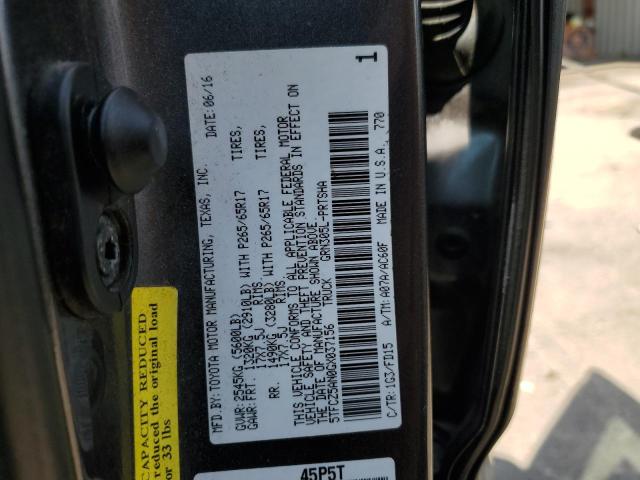 MFD.BY:TOYOTA MOTOR MANUFACTURING, TEXAS, INC. DATE: 06/16
GVWR:2545KG (5600LB)
GAWR:FRT. 1320KG (2910LB) WITH P265/65R17 TIRES,
17X7.5J RIMS
RR. 1490KG (3280LB) WITH P265/65R17 TIRES,
17X7.5J RIMS
THIS VEHICLE CONFORMS TO ALL APPLICABLE FEDERAL MOTOR
VEHICLE SAFETY AND THEFT PREVENTION STANDARDS IN EFFECT ON
THE DATE OF MANUFACTURE SHOWN ABOVE.
5TFCZ5AN0GX037156 TRUCK GRN305L-PRTSHA
C/TR:1G3/FD15 A/TM:A07A/AC60F MADE IN U.S.A. 770
1
CAPACITY REDUCED
reduced the original load
or 33 lbs
45P5T